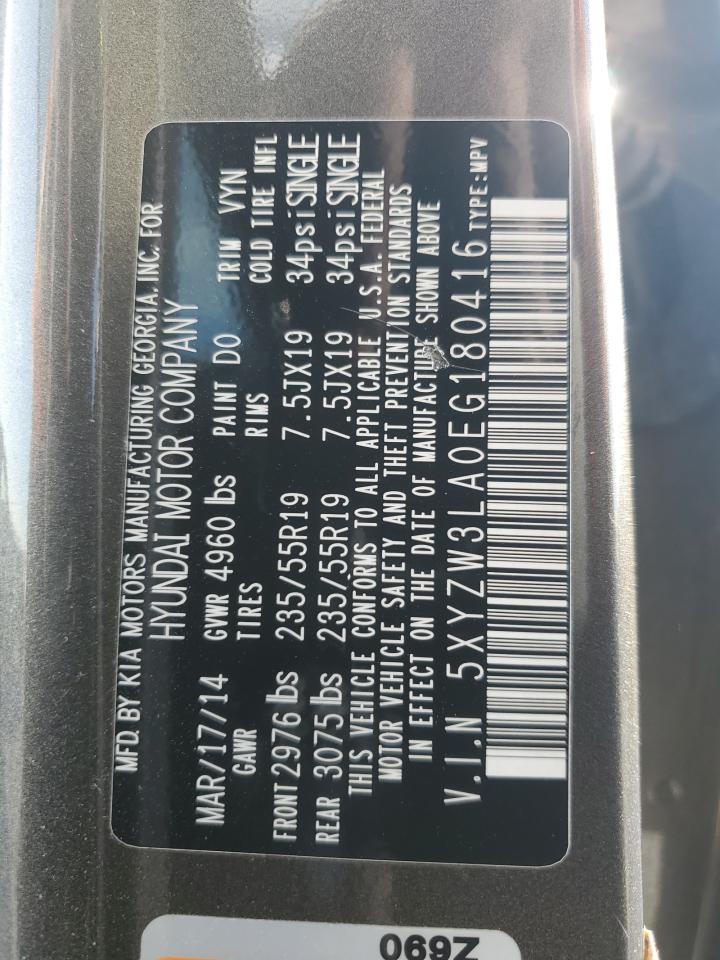 MFD. BY KIA MOTORS MANUFACTURING GEORGIA, INC. FOR
HYUNDAI MOTOR COMPANY
MAR/17/14 GVWR 4960 lbs PAINT DO TRIM VYN
GAWR TIRES RIMS COLD TIRE INFL
FRONT 2976 lbs 235/55R19 7.5JX19 34psi SINGLE
REAR 3075 lbs 235/55R19 7.5JX19 34psi SINGLE
THIS VEHICLE CONFORMS TO ALL APPLICABLE U.S.A. FEDERAL
MOTOR VEHICLE SAFETY AND THEFT PREVENTION STANDARDS
IN EFFECT ON THE DATE OF MANUFACTURE SHOWN ABOVE
V.I.N 5XYZW3LA0EG180416 TYPE:MPV
069Z